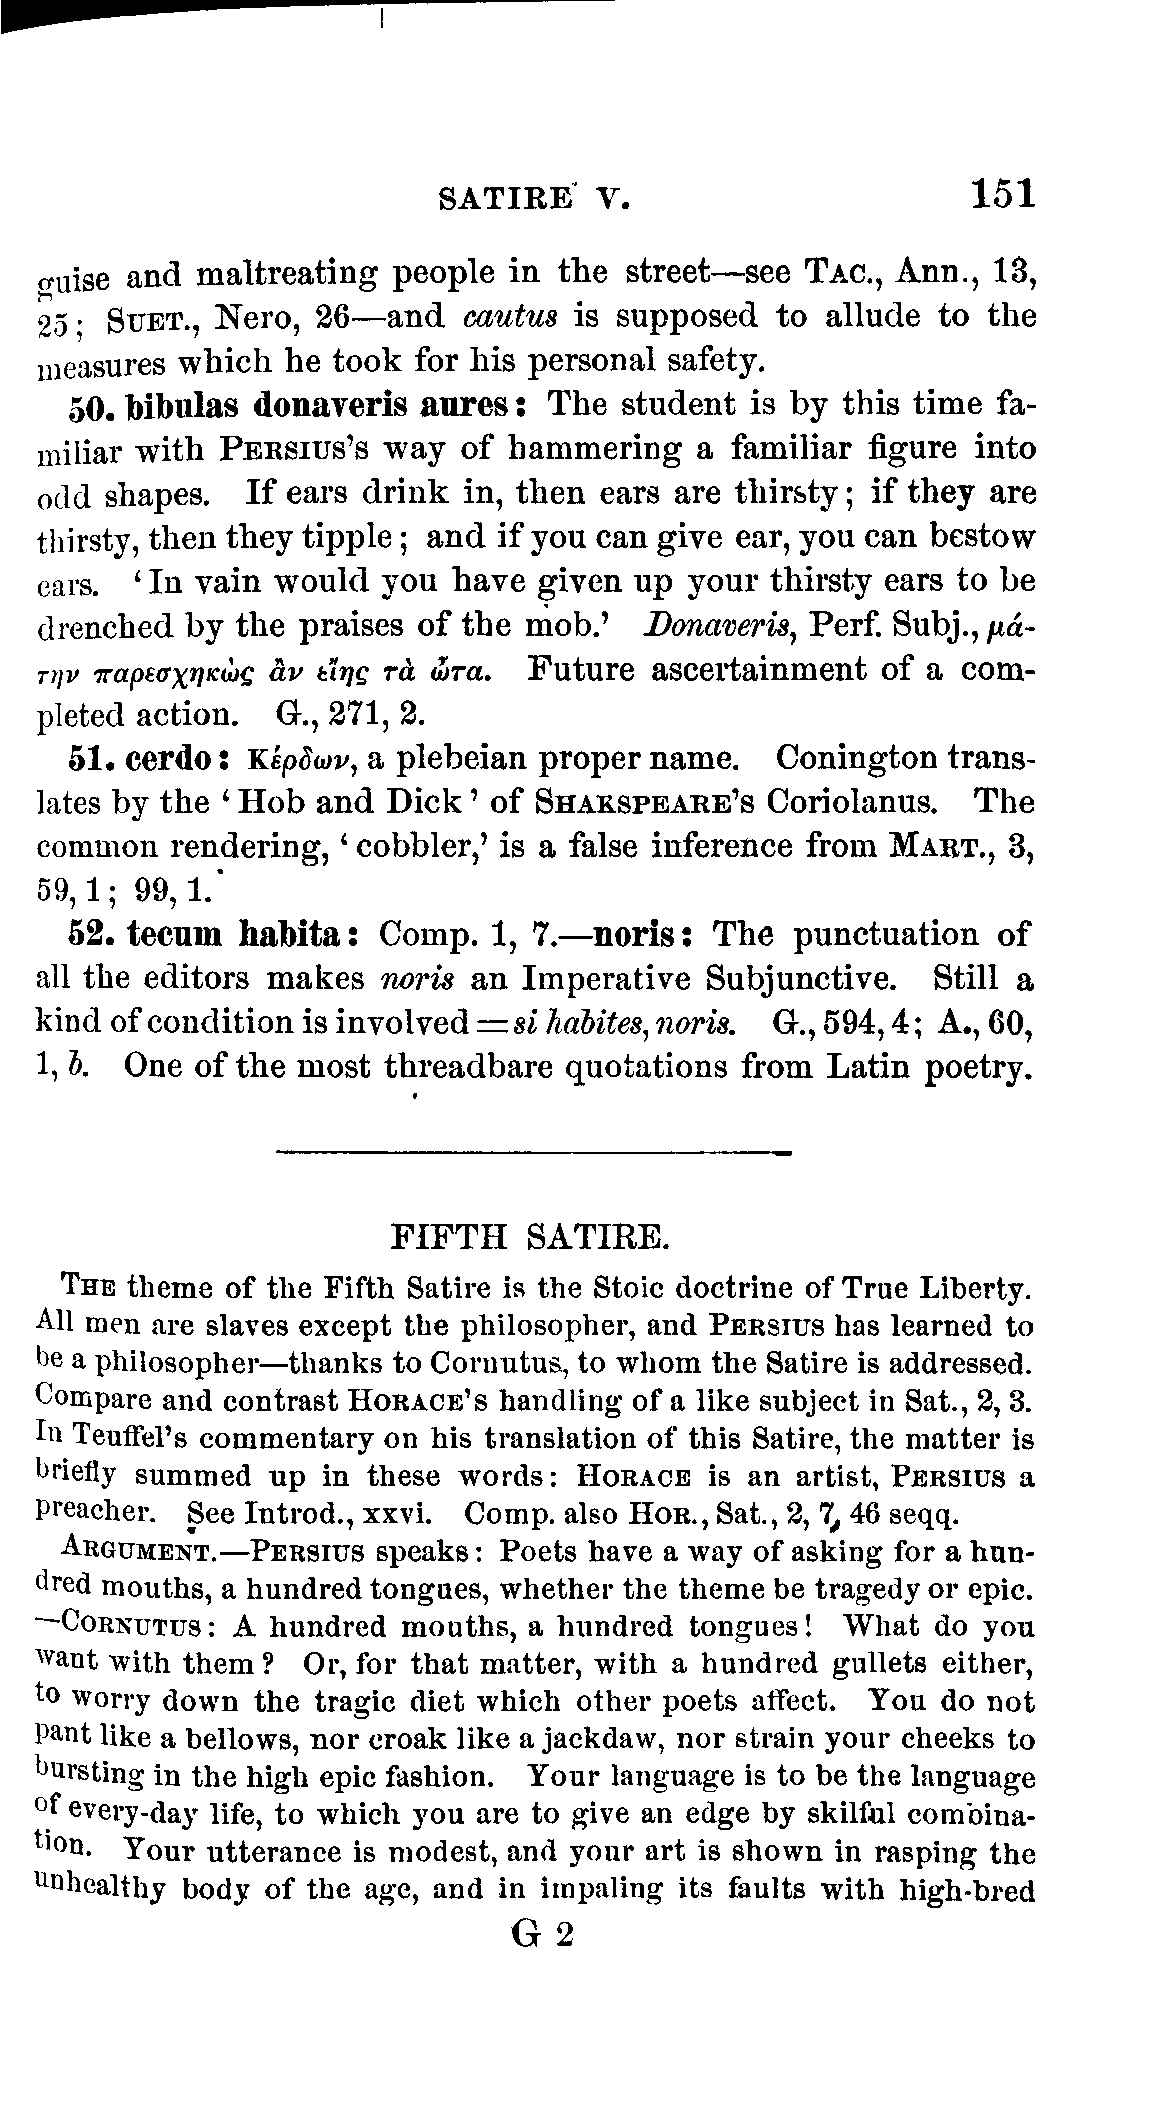 SATIRE V. 151
guise and maltreating people in the street—see TAC., Ann., 13,
25; SUET., Nero, 26—and cautus is supposed to allude to the
measures which he took for his personal safety.
50. bibulas donaveris aures: The student is by this time fa-
miliar with PERSIUS's way of hammering a familiar figure into
odd shapes. If ears drink in, then ears are thirsty; if they are
thirsty, then they tipple; and if you can give ear, you can bestow
ears. ‘In vain would you have given up your thirsty ears to be
drenched by the praises of the mob.’ Donaveris, Perf. Subj., μά-
την παρεσχηκὼς ἂν εἴης τὰ ὦτα. Future ascertainment of a com-
pleted action. G., 271, 2.
51. cerdo: Κέρδων, a plebeian proper name. Conington trans-
lates by the ‘Hob and Dick’ of SHAKSPEARE's Coriolanus. The
common rendering, ‘cobbler,’ is a false inference from MART., 3,
59, 1; 99, 1.
52. tecum habita: Comp. 1, 7.—noris: The punctuation of
all the editors makes noris an Imperative Subjunctive. Still a
kind of condition is involved = si habites, noris. G., 594, 4; A., 60,
1, b. One of the most threadbare quotations from Latin poetry.
FIFTH SATIRE.
THE theme of the Fifth Satire is the Stoic doctrine of True Liberty.
All men are slaves except the philosopher, and PERSIUS has learned to
be a philosopher—thanks to Cornutus, to whom the Satire is addressed.
Compare and contrast HORACE's handling of a like subject in Sat., 2, 3.
In Teuffel's commentary on his translation of this Satire, the matter is
briefly summed up in these words: HORACE is an artist, PERSIUS a
preacher. See Introd., xxvi. Comp. also HOR., Sat., 2, 7, 46 seqq.
ARGUMENT.—PERSIUS speaks: Poets have a way of asking for a hun-
dred mouths, a hundred tongues, whether the theme be tragedy or epic.
—CORNUTUS: A hundred mouths, a hundred tongues! What do you
want with them? Or, for that matter, with a hundred gullets either,
to worry down the tragic diet which other poets affect. You do not
pant like a bellows, nor croak like a jackdaw, nor strain your cheeks to
bursting in the high epic fashion. Your language is to be the language
of every-day life, to which you are to give an edge by skilful combina-
tion. Your utterance is modest, and your art is shown in rasping the
unhealthy body of the age, and in impaling its faults with high-bred
G 2